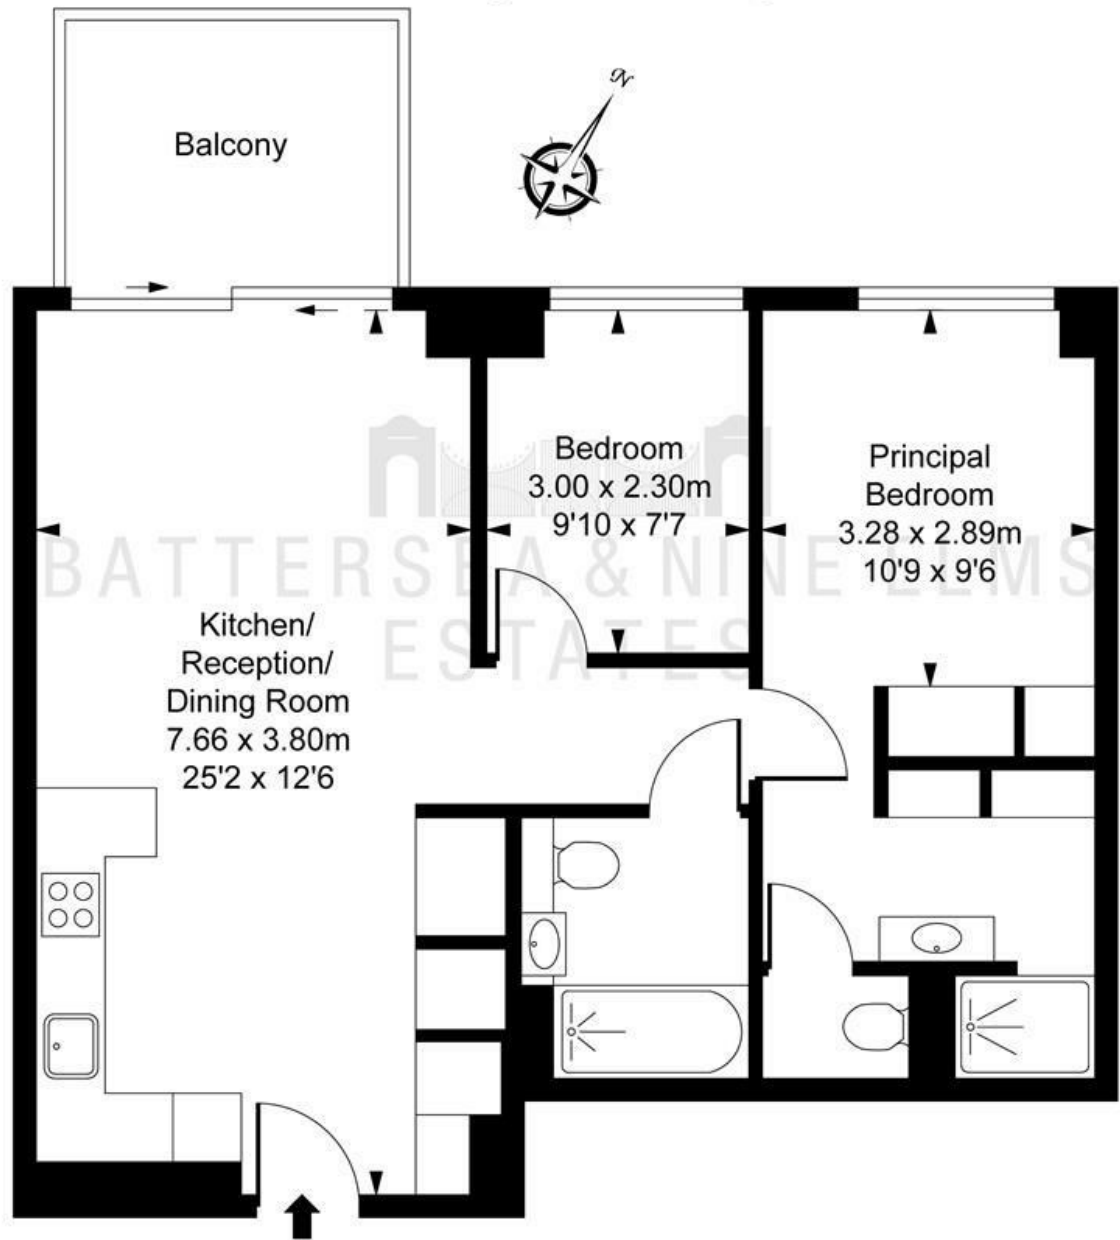 N
Balcony
Bedroom
3.00 x 2.30m
9'10 x 7'7
Principal
Bedroom
3.28 x 2.89m
10'9 x 9'6
BATTERSEA & NINE ELMS
ESTATES
Kitchen/
Reception/
Dining Room
7.66 x 3.80m
25'2 x 12'6